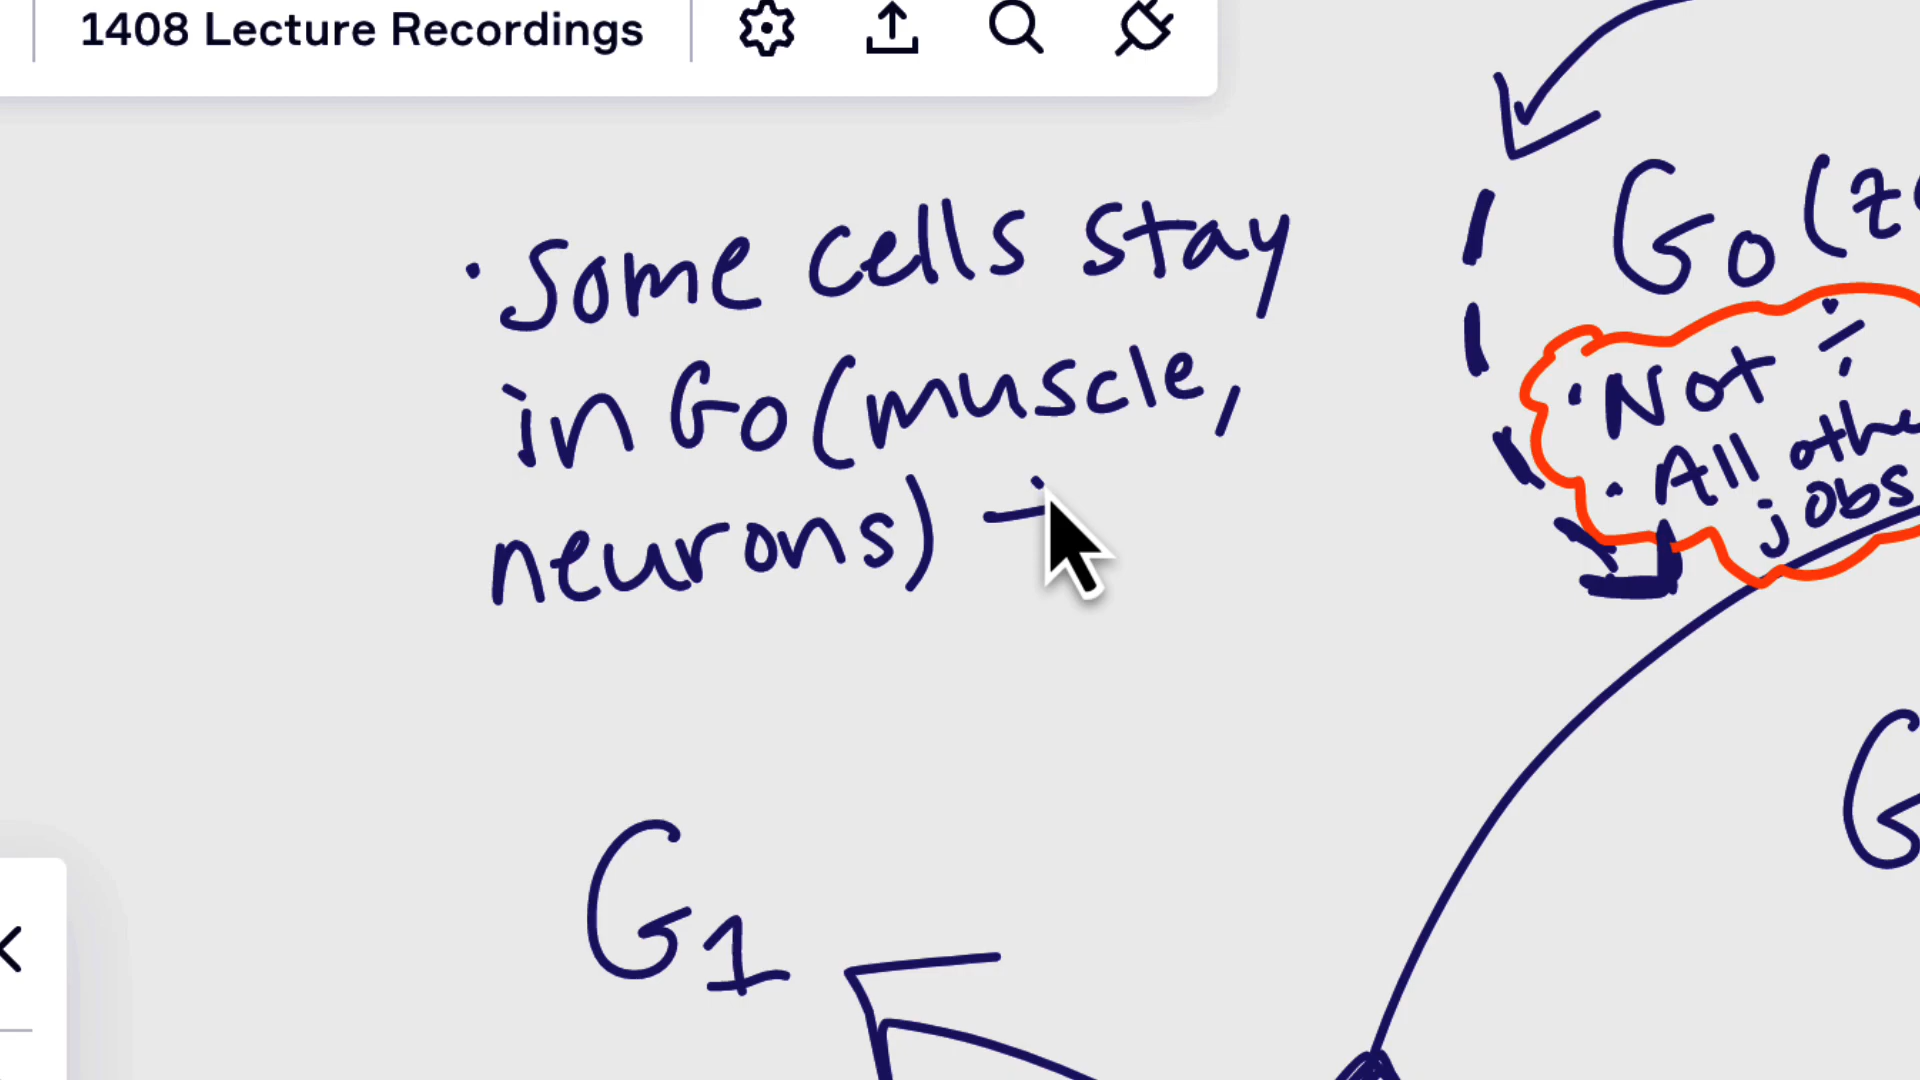 1408 Lecture Recordings
• Some cells stay
in G0 (muscle,
neurons)
G0 (z
• Not ÷
• All othe
jobs
G1
G